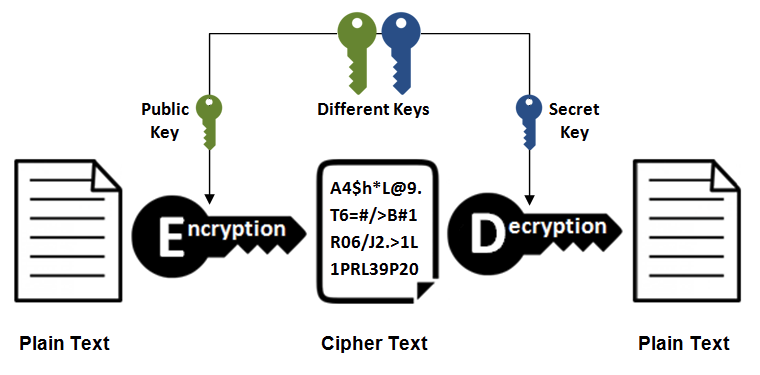 Public
Key
Different Keys
Secret
Key
Encryption
A4$h*L@9.
T6=#/>B#1
R06/J2.>1L
1PRL39P20
Decryption
Plain Text
Cipher Text
Plain Text